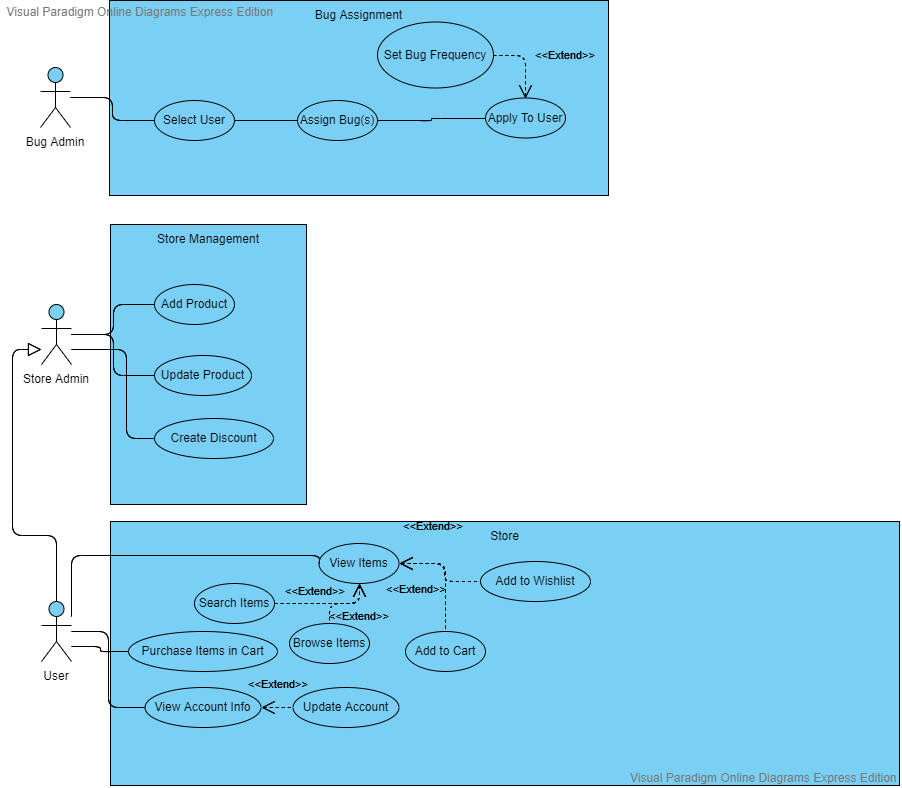 Visual Paradigm Online Diagrams Express Edition
Bug Assignment
Set Bug Frequency
<<Extend>>
Bug Admin
Select User
Assign Bug(s)
Apply To User
Store Management
Add Product
Store Admin
Update Product
Create Discount
<<Extend>>
Store
View Items
Add to Wishlist
<<Extend>>
<<Extend>>
Search Items
<<Extend>>
User
Purchase Items in Cart
Browse Items
Add to Cart
<<Extend>>
View Account Info
Update Account
Visual Paradigm Online Diagrams Express Edition